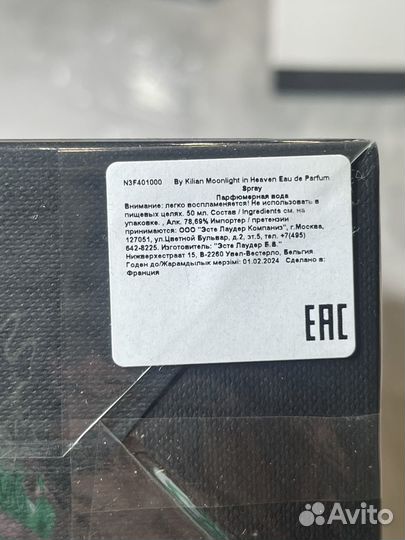 N3F401000 By Kilian Moonlight in Heaven Eau de Parfum
Spray
Парфюмерная вода
Внимание: легко воспламеняется! Не использовать в
пищевых целях. 50 мл. Состав / Ingredients см. на
упаковке. , Алк. 78,69% Импортер / претензии
принимаются: ООО "Эсте Лаудер Компаниз", г.Москва,
127051, ул.Цветной Бульвар, д.2, эт.5, тел. +7(495)
642-8225. Изготовитель: "Эсте Лаудер Б.В."
Нижверхестраат 15, В-2260 Увел-Вестерло, Бельгия
Годен до/Жарамдылык мерзімі: 01.02.2024 Сделано в:
Франция
EAC
Avito